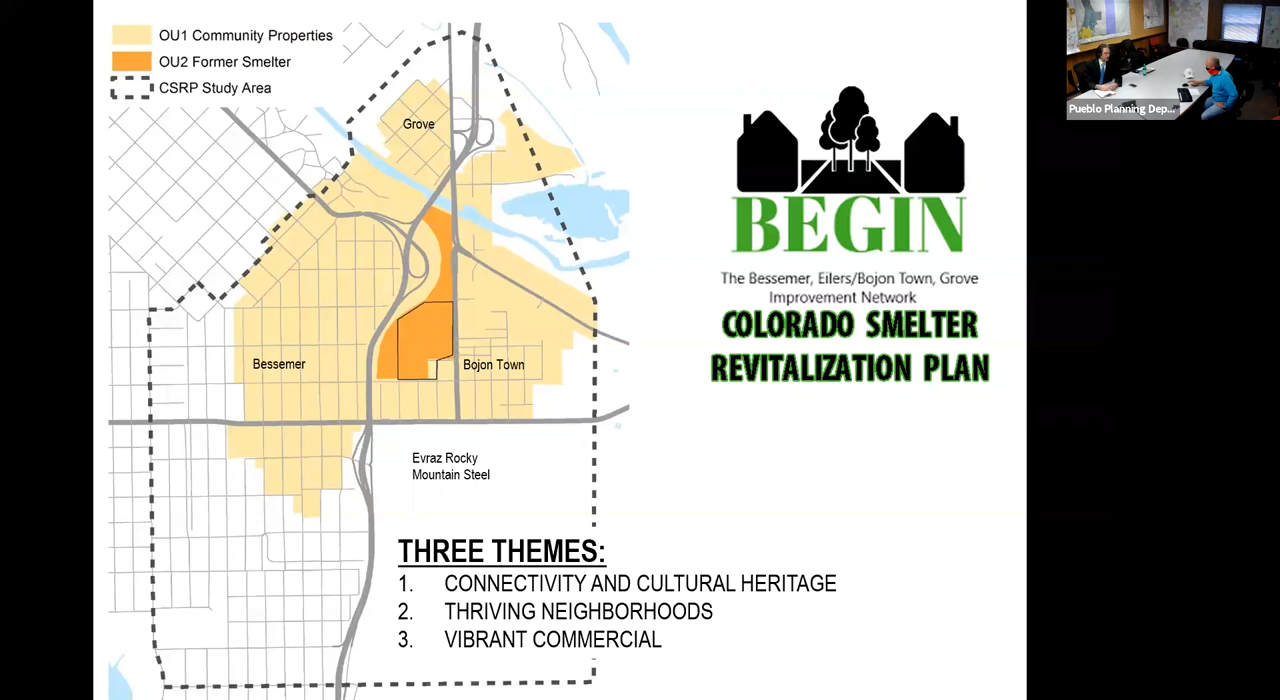 OU1 Community Properties
OU2 Former Smelter
CSRP Study Area
Grove
Bessemer
Bojon Town
Evraz Rocky
Mountain Steel
BEGIN
The Bessemer, Eilers/Bojon Town, Grove
Improvement Network
COLORADO SMELTER
REVITALIZATION PLAN
THREE THEMES:
1. CONNECTIVITY AND CULTURAL HERITAGE
2. THRIVING NEIGHBORHOODS
3. VIBRANT COMMERCIAL
Pueblo Planning Dep...